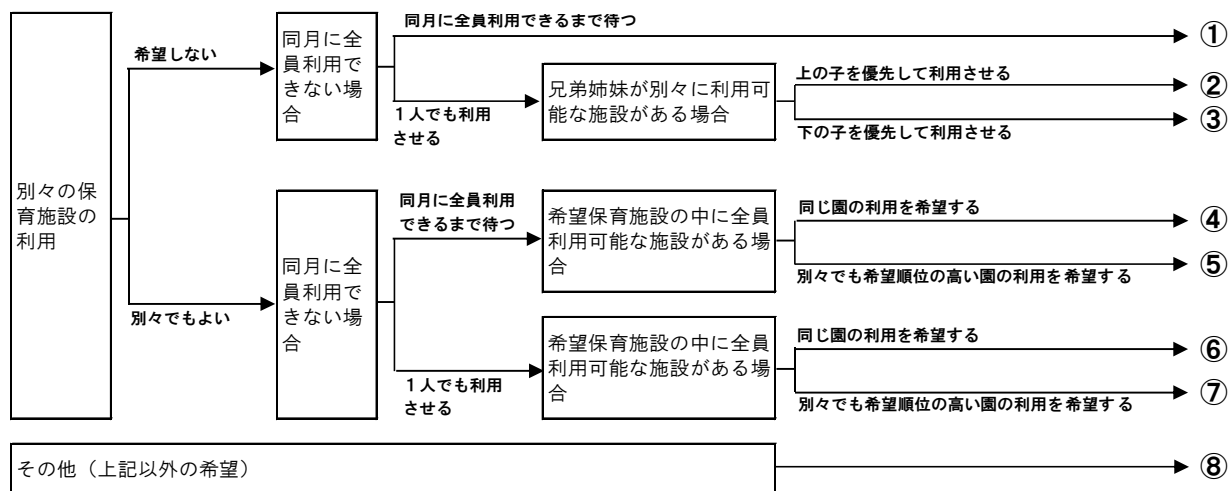 別々の保
育施設の
利用
希望しない
同月に全
員利用で
きない場
合
同月に全員利用できるまで待つ
①
1人でも利用
させる
兄弟姉妹が別々に利用可
能な施設がある場合
上の子を優先して利用させる
②
下の子を優先して利用させる
③
別々でもよい
同月に全
員利用で
きない場
合
同月に全員利用
できるまで待つ
希望保育施設の中に全員
利用可能な施設がある場
合
同じ園の利用を希望する
④
別々でも希望順位の高い園の利用を希望する
⑤
1人でも利用
させる
希望保育施設の中に全員
利用可能な施設がある場
合
同じ園の利用を希望する
⑥
別々でも希望順位の高い園の利用を希望する
⑦
その他（上記以外の希望）
⑧